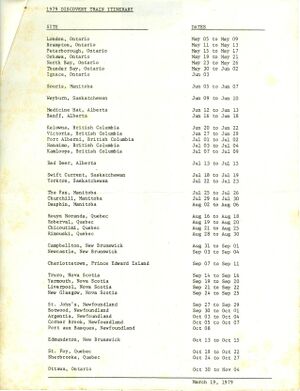 1979 DISCOVERY TRAIN ITINERARY
SITE DATES
London, Ontario May 05 to May 09
Brampton, Ontario May 11 to May 13
Peterborough, Ontario May 15 to May 17
Oshawa, Ontario May 19 to May 21
North Bay, Ontario May 23 to May 26
Thunder Bay, Ontario May 30 to Jun 02
Ignace, Ontario Jun 03
Souris, Manitoba Jun 05 to Jun 07
Weyburn, Saskatchewan Jun 09 to Jun 10
Medicine Hat, Alberta Jun 12 to Jun 13
Banff, Alberta Jun 16 to Jun 18
Kelowna, British Columbia Jun 20 to Jun 22
Victoria, British Columbia Jun 27 to Jun 28
Port Alberni, British Columbia Jul 01
Nanaimo, British Columbia Jul 03 to Jul 04
Kamloops, British Columbia Jul 07 to Jul 09
Red Deer, Alberta Jul 13 to Jul 15
Swift Current, Saskatchewan Jul 18 to Jul 19
Yorkton, Saskatchewan Jul 22 to Jul 23
The Pas, Manitoba Jul 25 to Jul 26
Churchill, Manitoba Jul 29 to Jul 30
Dauphin, Manitoba Aug 02 to Aug 06
Rouyn Noranda, Quebec Aug 16 to Aug 18
Roberval, Quebec Aug 19 to Aug 20
Chicoutimi, Quebec Aug 21 to Aug 25
Rimouski, Quebec Aug 28 to Aug 30
Campbellton, New Brunswick Aug 31 to Sep 01
Newcastle, New Brunswick Sep 03 to Sep 04
Charlottetown, Prince Edward Island Sep 07 to Sep 11
Truro, Nova Scotia Sep 14 to Sep 16
Yarmouth, Nova Scotia Sep 19 to Sep 20
Liverpool, Nova Scotia Sep 21 to Sep 22
New Glasgow, Nova Scotia Sep 24 to Sep 25
St. John's, Newfoundland Sep 27 to Sep 29
Botwood, Newfoundland Sep 30 to Oct 01
Argentia, Newfoundland Oct 03 to Oct 04
Corner Brook, Newfoundland Oct 05 to Oct 07
Port aux Basques, Newfoundland Oct 08
Edmundston, New Brunswick Oct 13 to Oct 15
St. Foy, Quebec Oct 18 to Oct 22
Sherbrooke, Quebec Oct 24 to Oct 27
Ottawa, Ontario Oct 30 to Nov 04
March 19, 1979